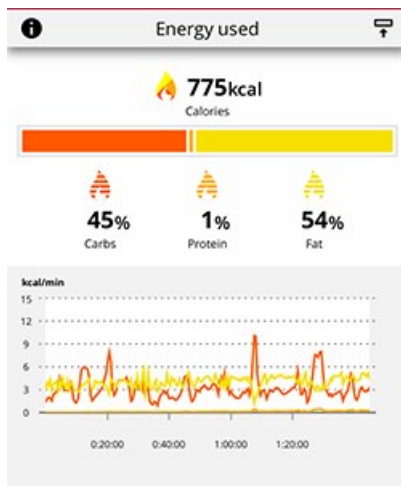 Energy used
775kcal
Calories
45% 1% 54%
Carbs Protein Fat
kcal/min
15
12
9
6
3
0
0:20:00 0:40:00 1:00:00 1:20:00